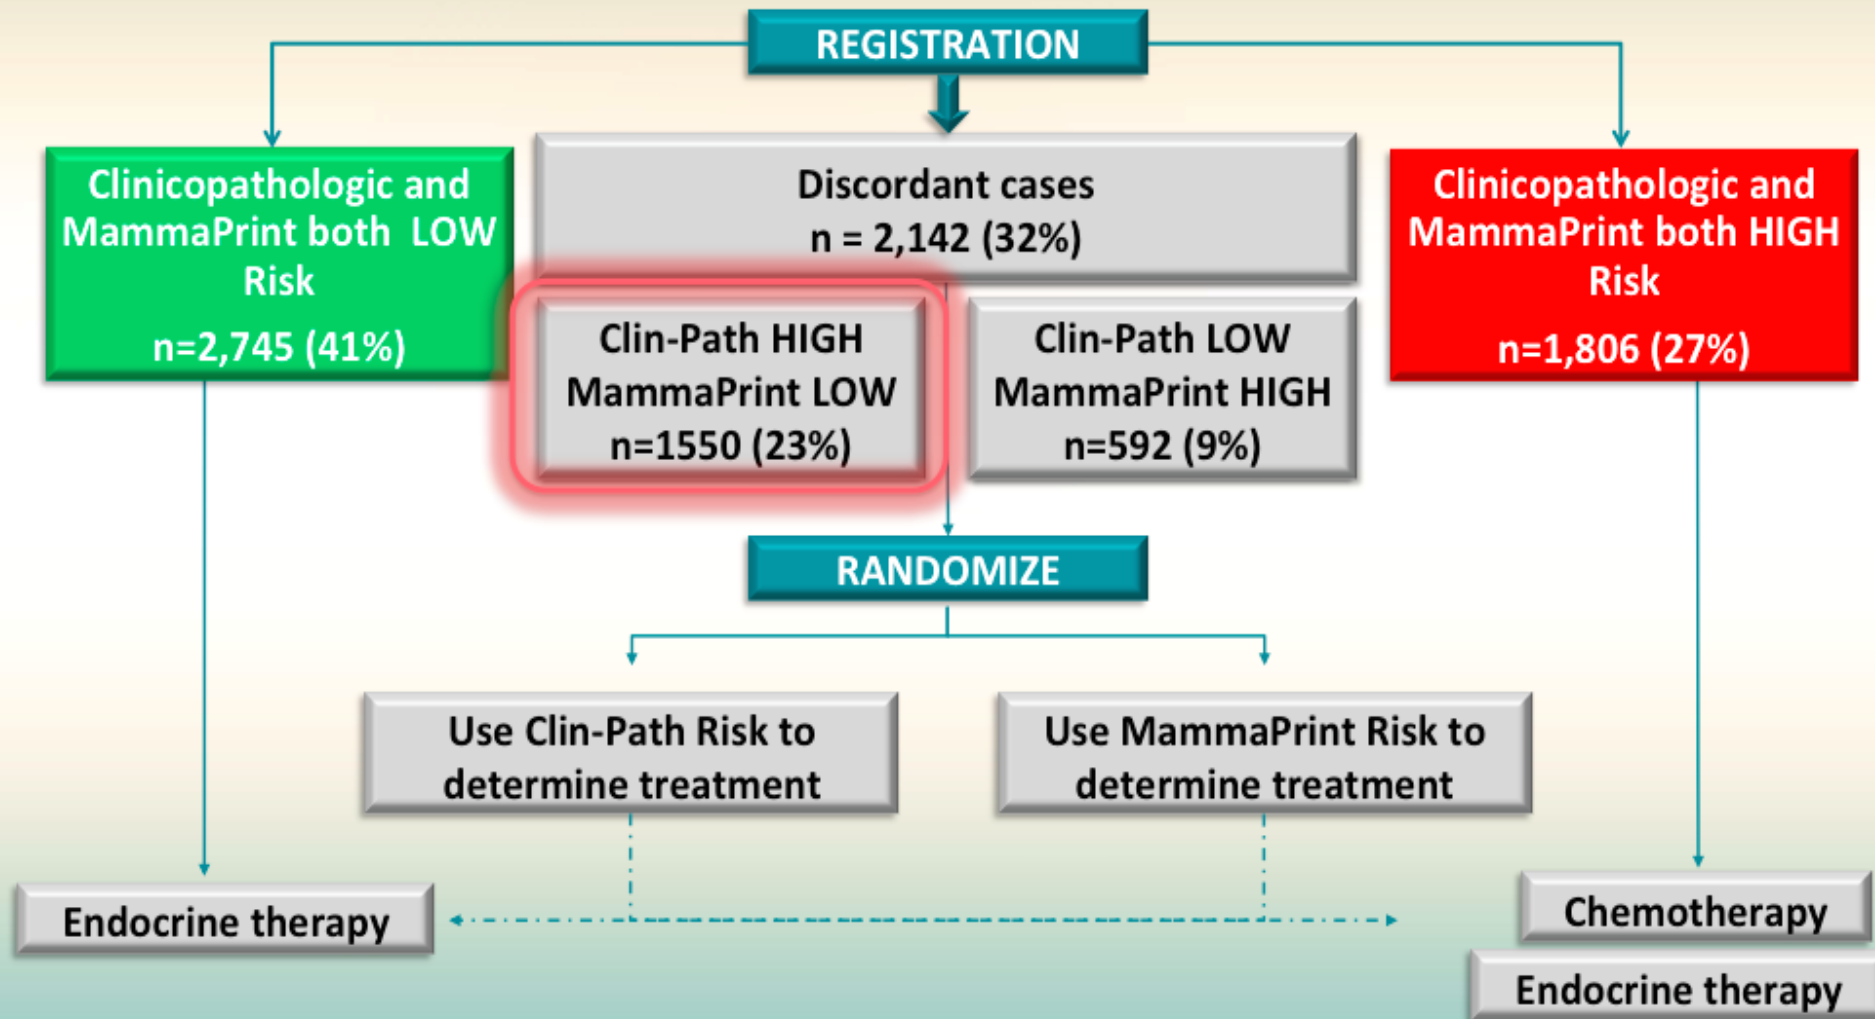 REGISTRATION
Clinicopathologic and
MammaPrint both LOW
Risk
n=2,745 (41%)
Discordant cases
n = 2,142 (32%)
Clin-Path HIGH
MammaPrint LOW
n=1550 (23%)
Clin-Path LOW
MammaPrint HIGH
n=592 (9%)
Clinicopathologic and
MammaPrint both HIGH
Risk
n=1,806 (27%)
RANDOMIZE
Use Clin-Path Risk to
determine treatment
Use MammaPrint Risk to
determine treatment
Endocrine therapy
Chemotherapy
Endocrine therapy